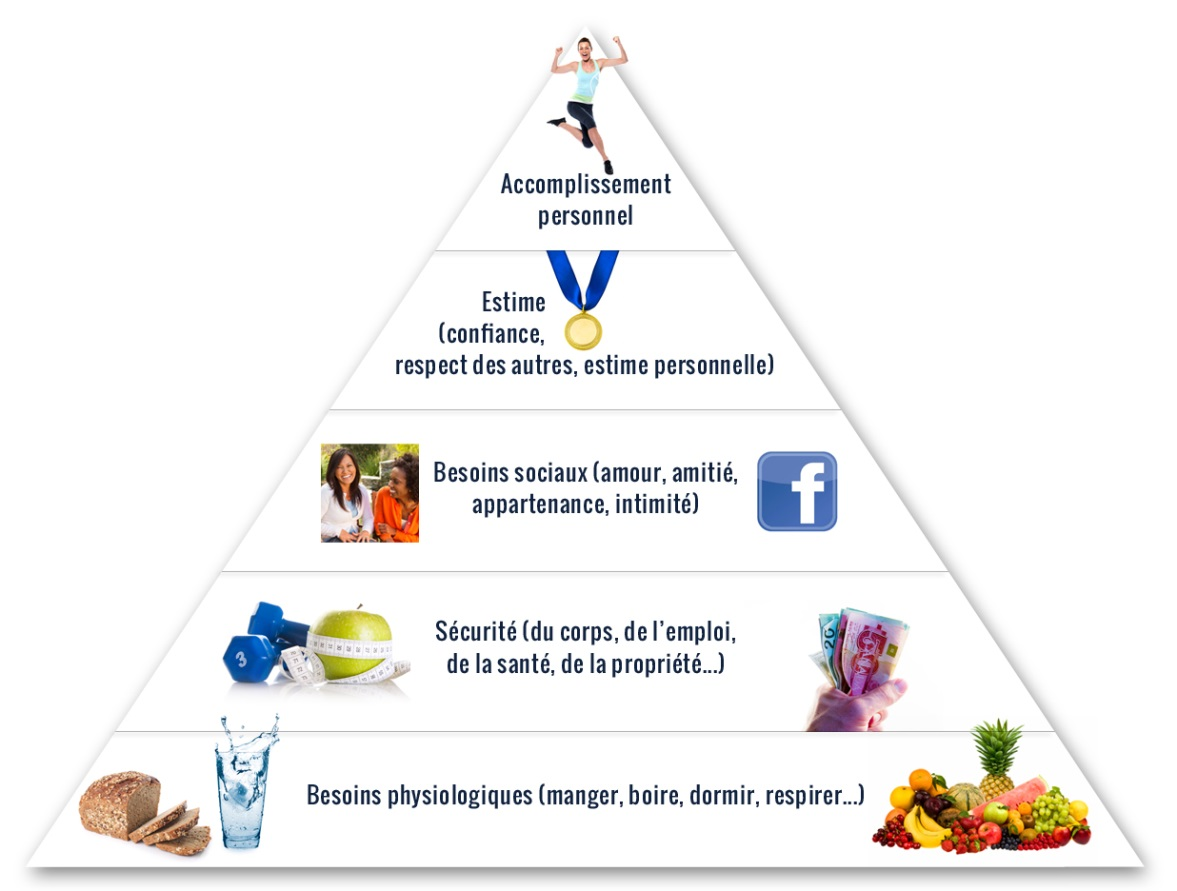 Accomplissement
personnel
Estime
(confiance,
respect des autres, estime personnelle)
Besoins sociaux (amour, amitié,
appartenance, intimité)
f
Sécurité (du corps, de l’emploi,
de la santé, de la propriété...)
3
20
Besoins physiologiques (manger, boire, dormir, respirer...)